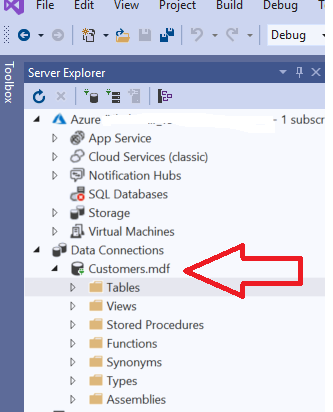 File Edit View Project Build Debug
Debug
Toolbox
Server Explorer
Azure - 1 subscr
App Service
Cloud Services (classic)
Notification Hubs
SQL Databases
Storage
Virtual Machines
Data Connections
Customers.mdf
Tables
Views
Stored Procedures
Functions
Synonyms
Types
Assemblies